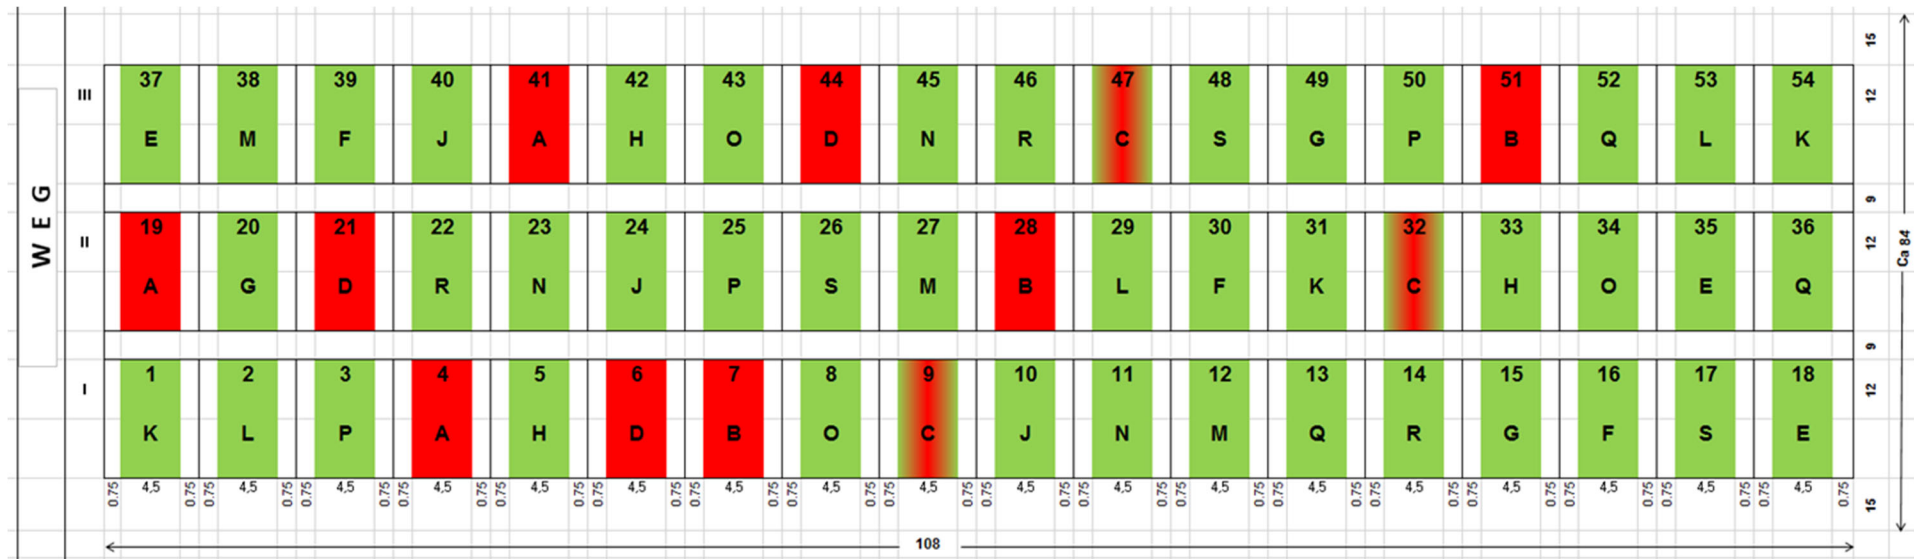 15
37 38 39 40 41 42 43 44 45 46 47 48 49 50 51 52 53 54
III 12
E M F J A H O D N R C S G P B Q L K
9
19 20 21 22 23 24 25 26 27 28 29 30 31 32 33 34 35 36
II 12
A G D R N J P S M B L F K C H O E Q
9
1 2 3 4 5 6 7 8 9 10 11 12 13 14 15 16 17 18
I 12
K L P A H D B O C J N M Q R G F S E
0.75 4,5 0.75 0.75 4,5 0.75 0.75 4,5 0.75 0.75 4,5 0.75 0.75 4,5 0.75 0.75 4,5 0.75 0.75 4,5 0.75 0.75 4,5 0.75 0.75 4,5 0.75 0.75 4,5 0.75 0.75 4,5 0.75 0.75 4,5 0.75 0.75 4,5 0.75 0.75 4,5 0.75 0.75 4,5 0.75 0.75 4,5 0.75 0.75 4,5 0.75 0.75 4,5 0.75
15
108
WEG
Ca 84